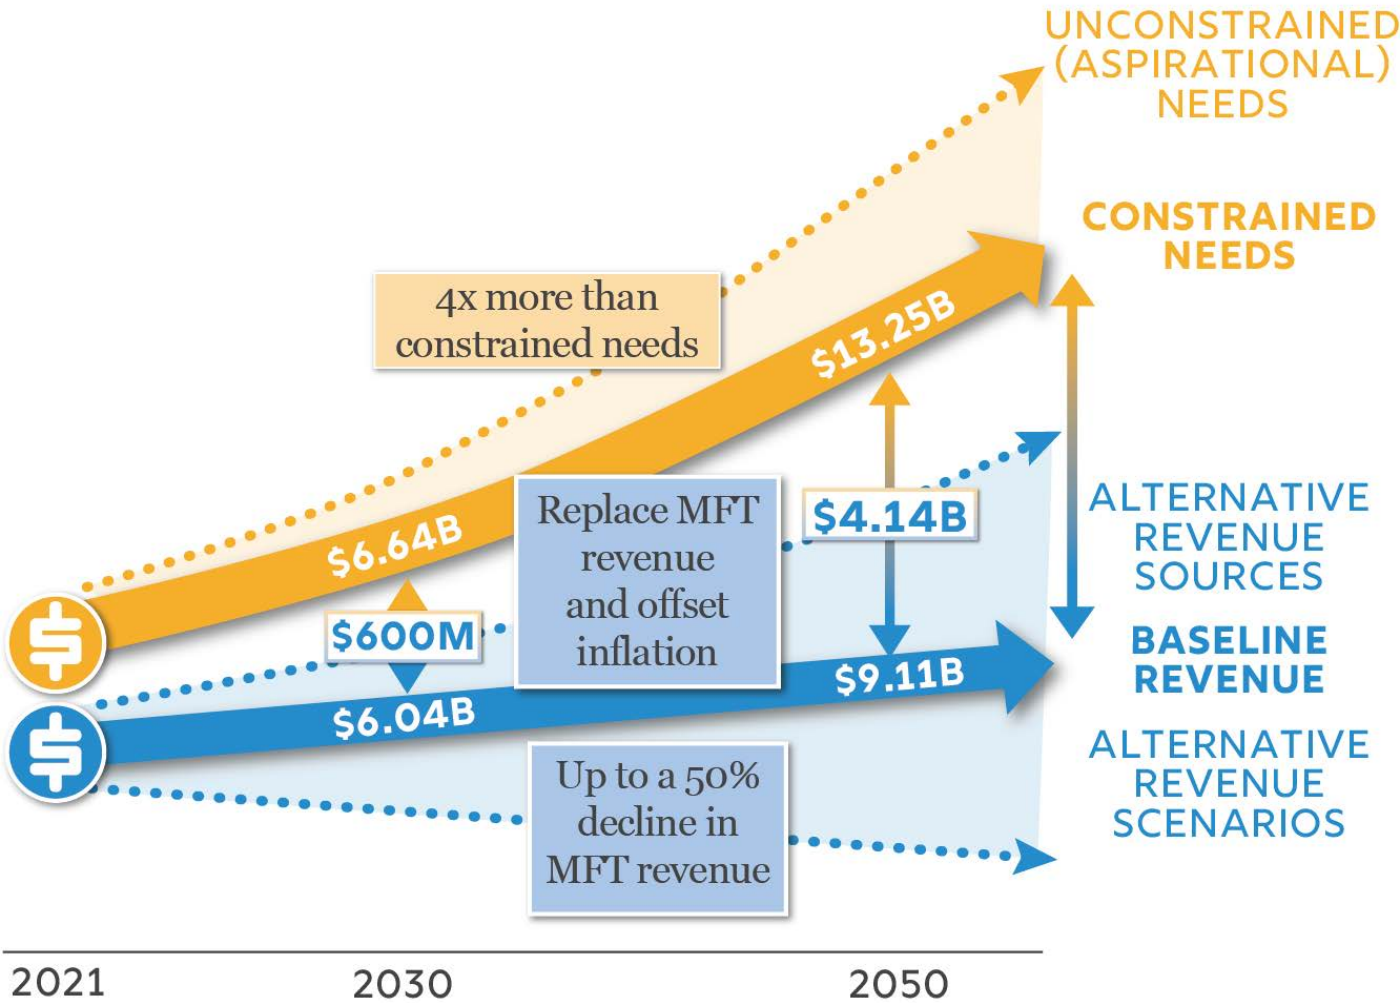 UNCONSTRAINED
(ASPIRATIONAL)
NEEDS
CONSTRAINED
NEEDS
4x more than
constrained needs
$13.25B
$6.64B
Replace MFT
revenue
and offset
inflation
$4.14B
ALTERNATIVE
REVENUE
SOURCES
$600M
BASELINE
REVENUE
$9.11B
$6.04B
ALTERNATIVE
REVENUE
SCENARIOS
Up to a 50%
decline in
MFT revenue
2021
2030
2050